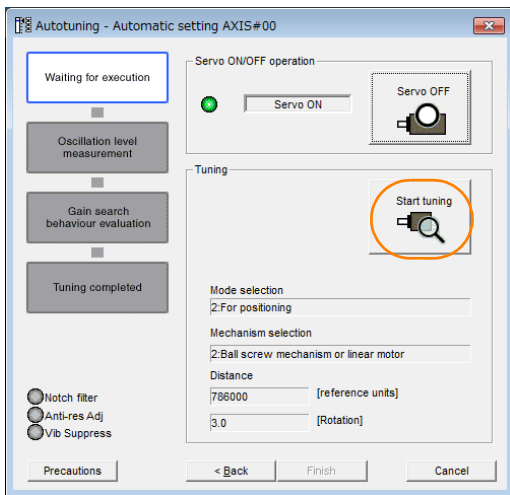 Autotuning - Automatic setting AXIS#00
Waiting for execution
Oscillation level
measurement
Gain search
behaviour evaluation
Tuning completed
Notch filter
Anti-res Adj
Vib Suppress
Servo ON/OFF operation
Servo ON
Servo OFF
Tuning
Start tuning
Mode selection
2:For positioning
Mechanism selection
2:Ball screw mechanism or linear motor
Distance
786000 [reference units]
3.0 [Rotation]
Precautions
< Back
Finish
Cancel